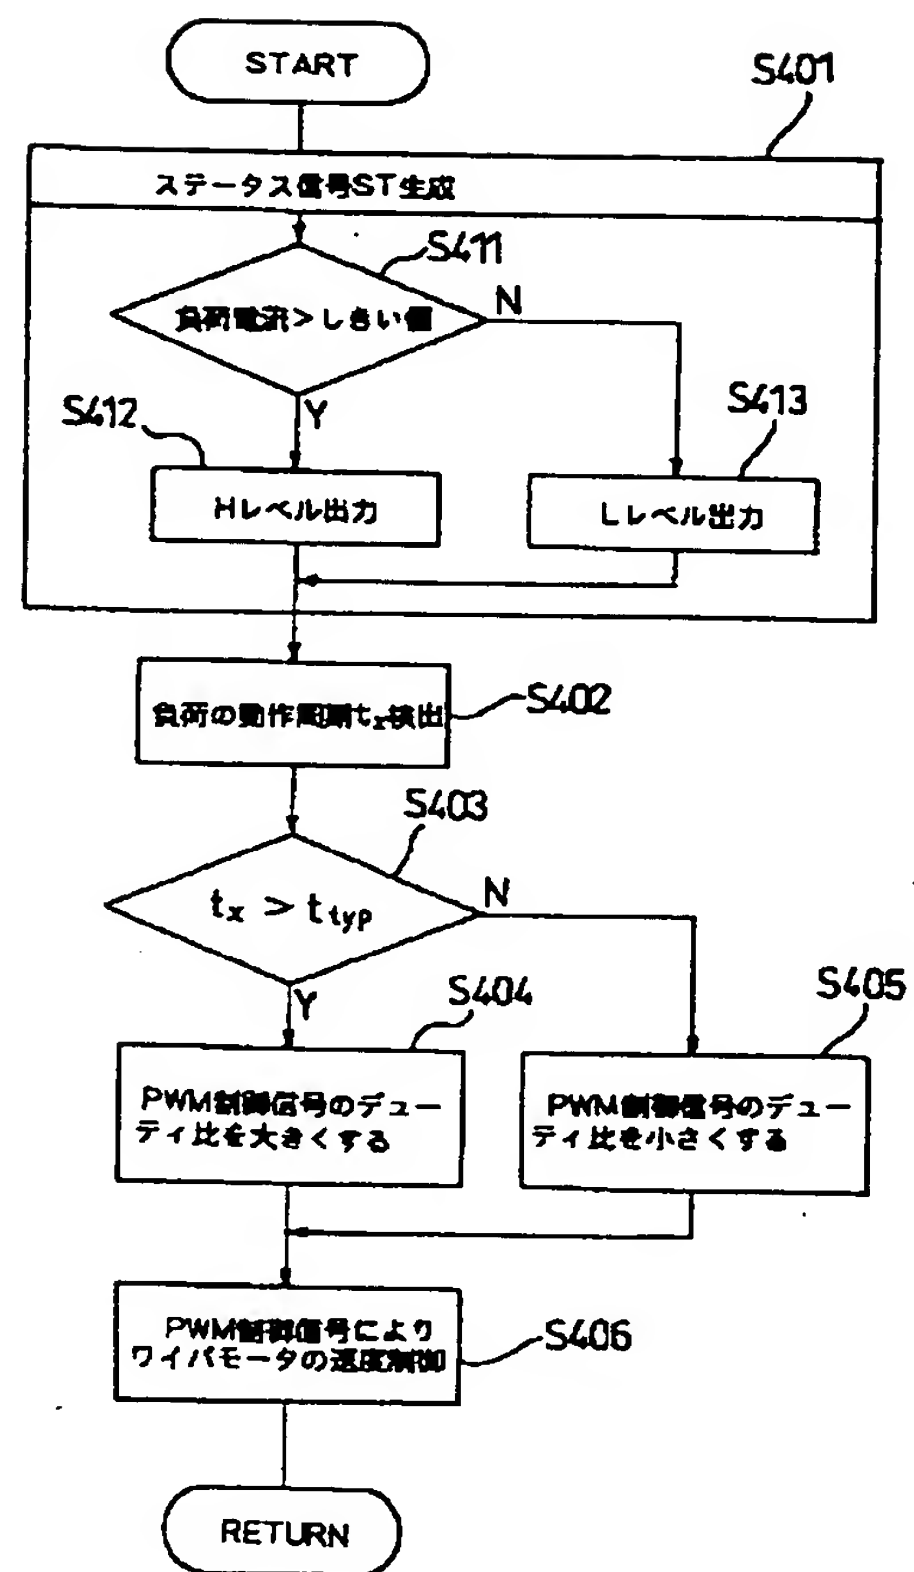 START
S401
ステータス信号ST生成
S411
負荷電流>しきい値
N
Y
S412
S413
Hレベル出力
Lレベル出力
負荷の動作周期tx検出
S402
S403
tx > ttyp
N
Y
S404
S405
PWM制御信号のデュー
ティ比を大きくする
PWM制御信号のデュー
ティ比を小さくする
PWM制御信号により
ワイパモータの速度制御
S406
RETURN